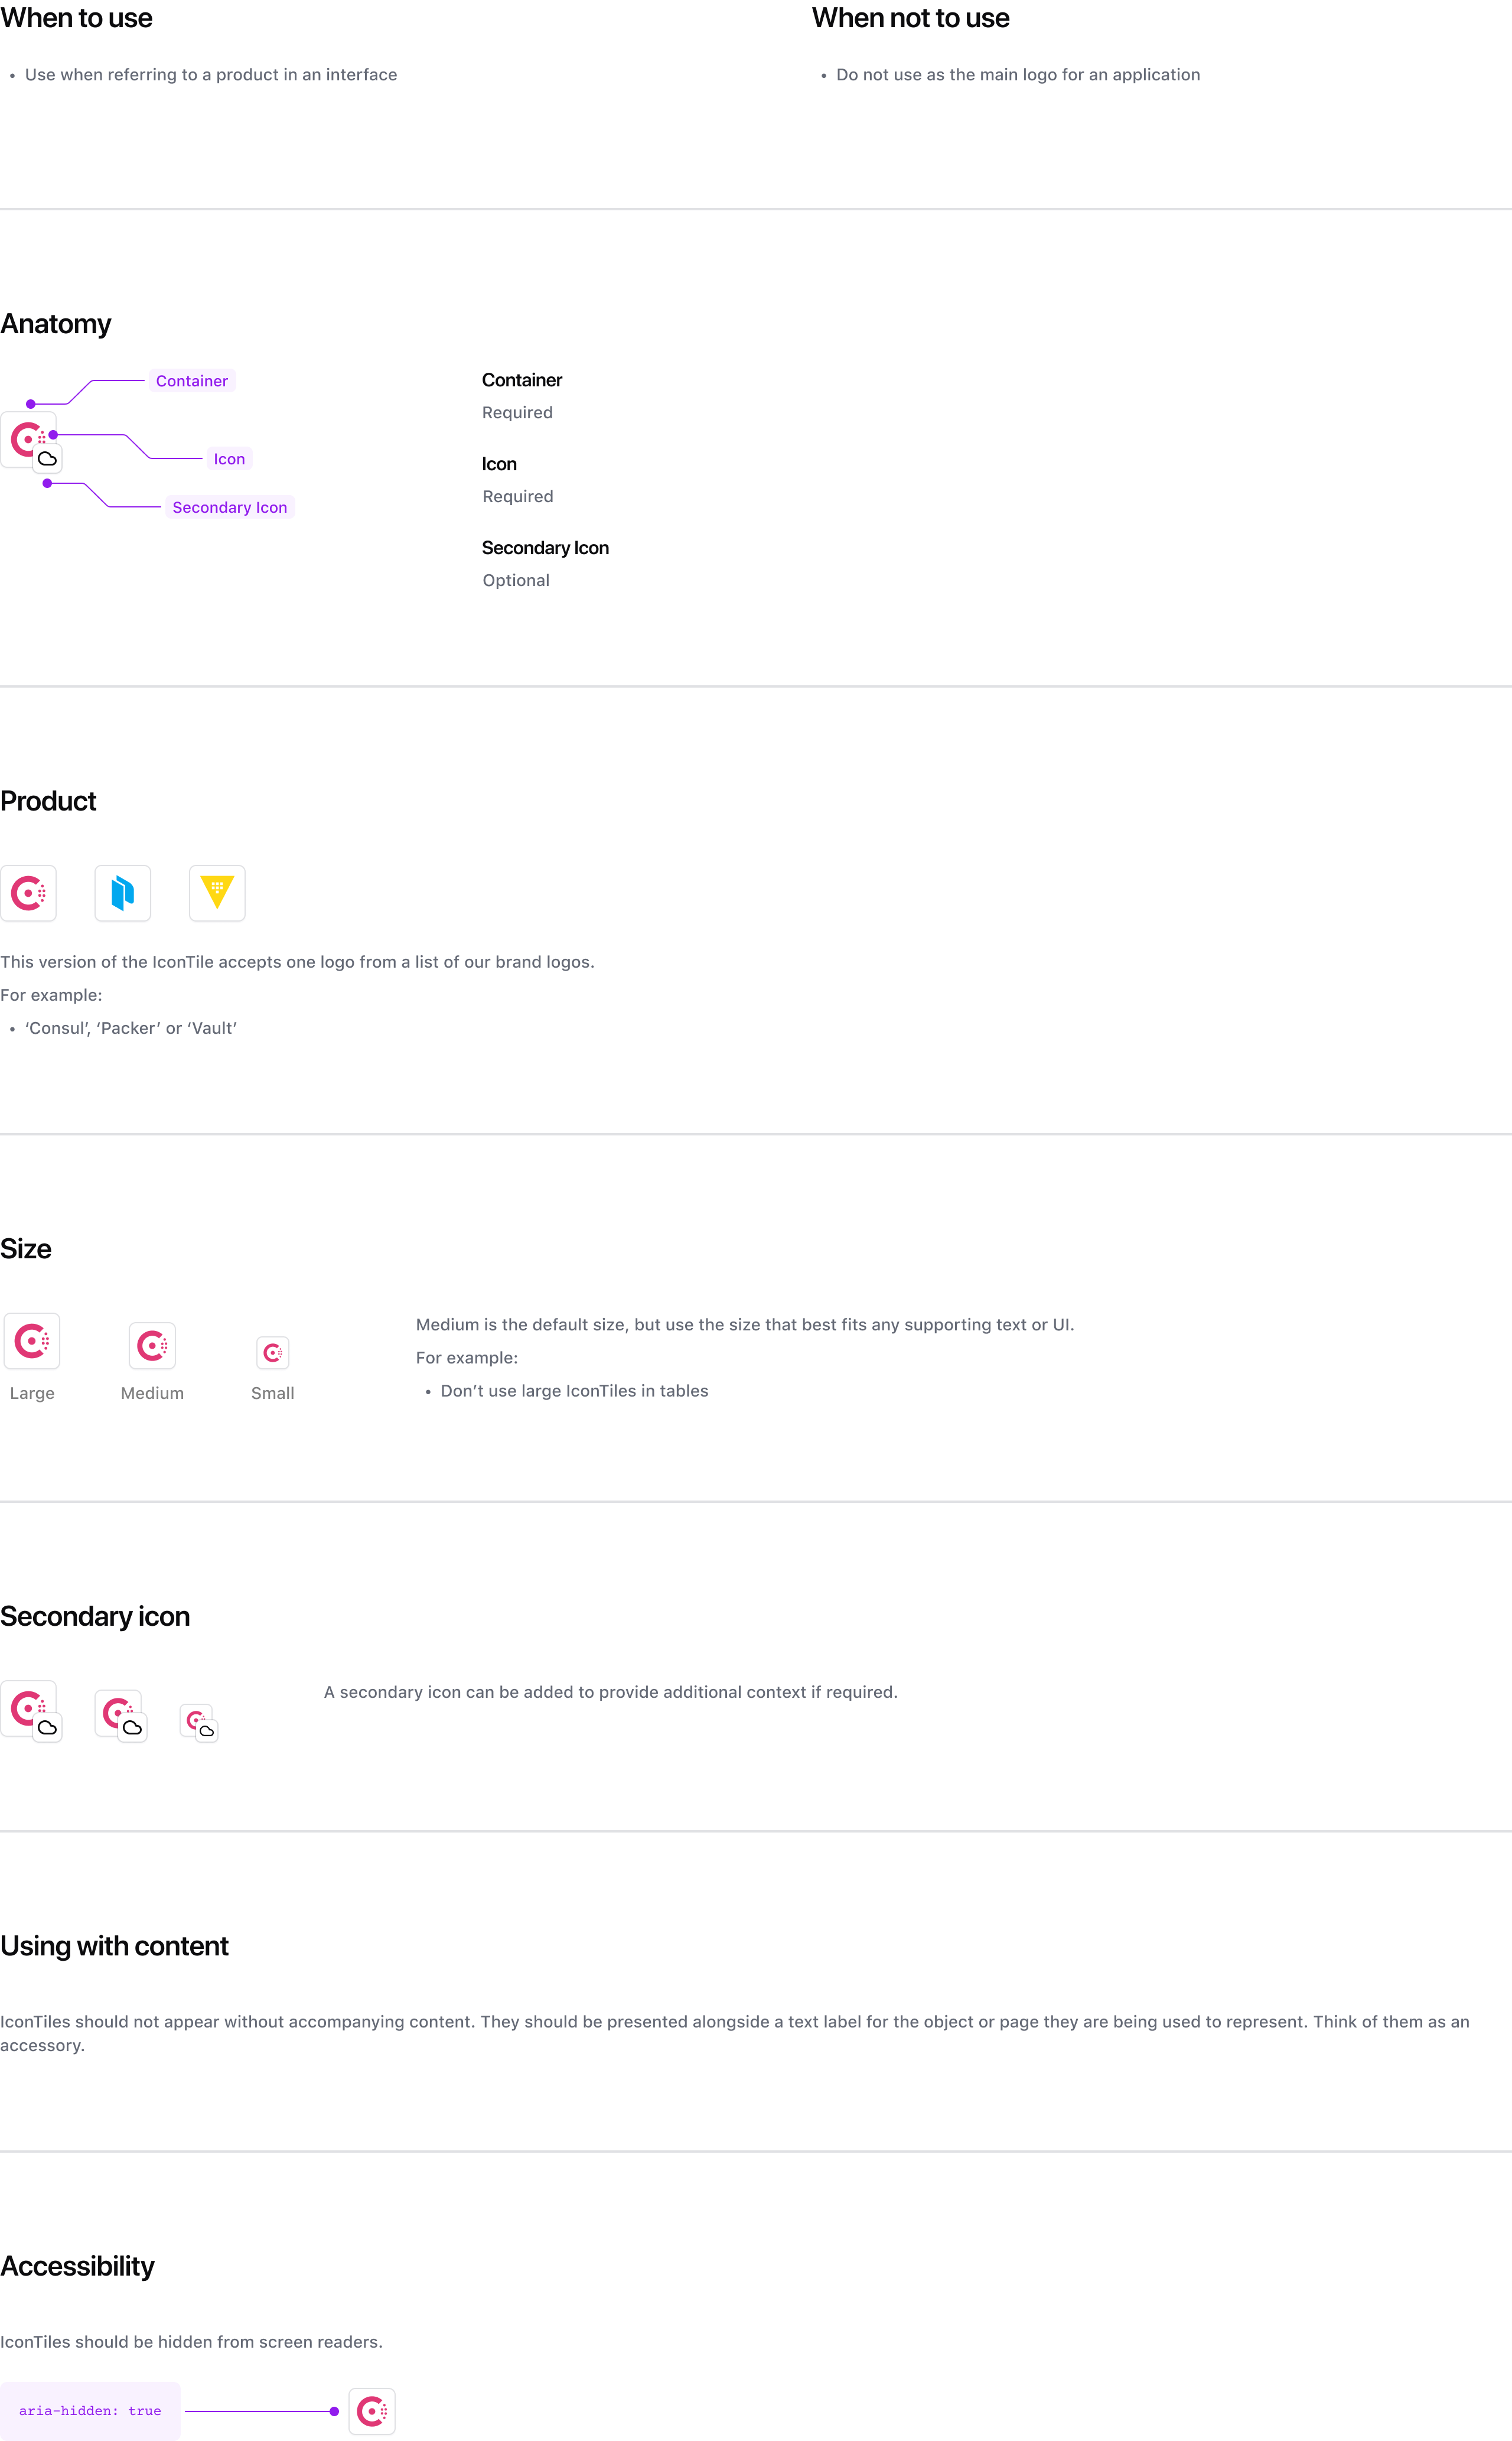 When to use
• Use when referring to a product in an interface
When not to use
• Do not use as the main logo for an application
Anatomy
Container
Icon
Secondary Icon
Container
Required
Icon
Required
Secondary Icon
Optional
Product
This version of the IconTile accepts one logo from a list of our brand logos.
For example:
• ‘Consul’, ‘Packer’ or ‘Vault’
Size
Large
Medium
Small
Medium is the default size, but use the size that best fits any supporting text or UI.
For example:
• Don’t use large IconTiles in tables
Secondary icon
A secondary icon can be added to provide additional context if required.
Using with content
IconTiles should not appear without accompanying content. They should be presented alongside a text label for the object or page they are being used to represent. Think of them as an
accessory.
Accessibility
IconTiles should be hidden from screen readers.
aria-hidden: true